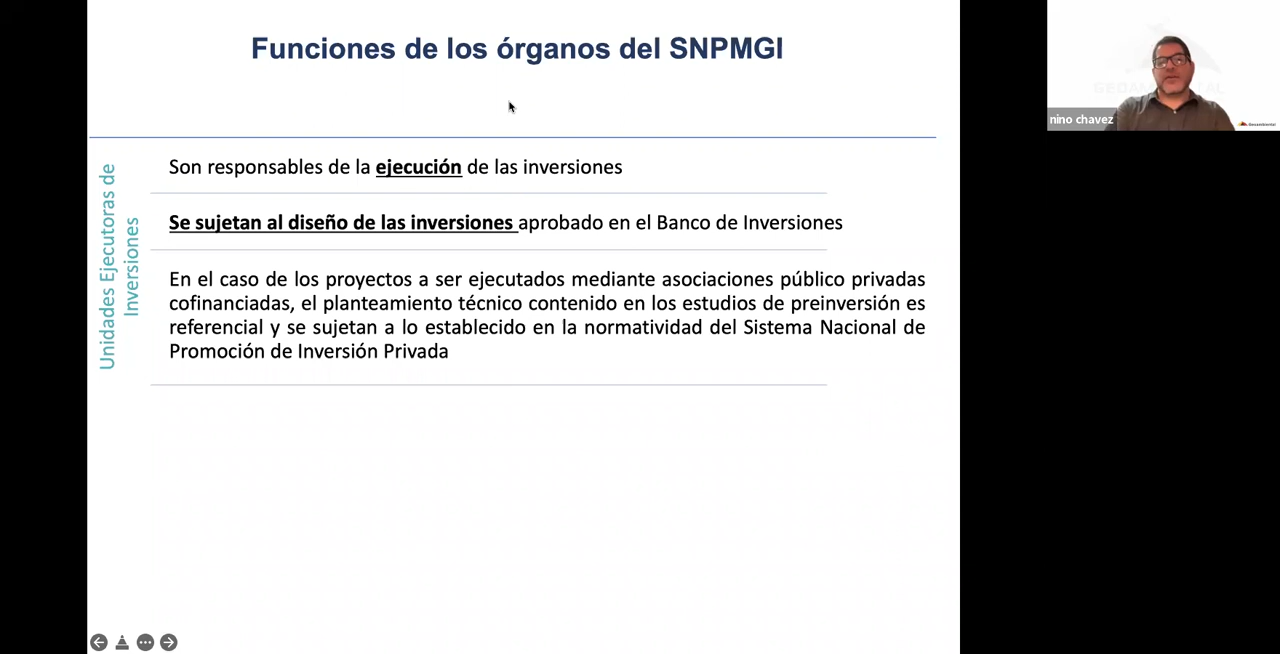 Funciones de los órganos del SNPMGI
Unidades Ejecutoras de
Inversiones
Son responsables de la ejecución de las inversiones
Se sujetan al diseño de las inversiones aprobado en el Banco de Inversiones
En el caso de los proyectos a ser ejecutados mediante asociaciones público privadas
cofinanciadas, el planteamiento técnico contenido en los estudios de preinversión es
referencial y se sujetan a lo establecido en la normatividad del Sistema Nacional de
Promoción de Inversión Privada
nino chavez
Geoambiental